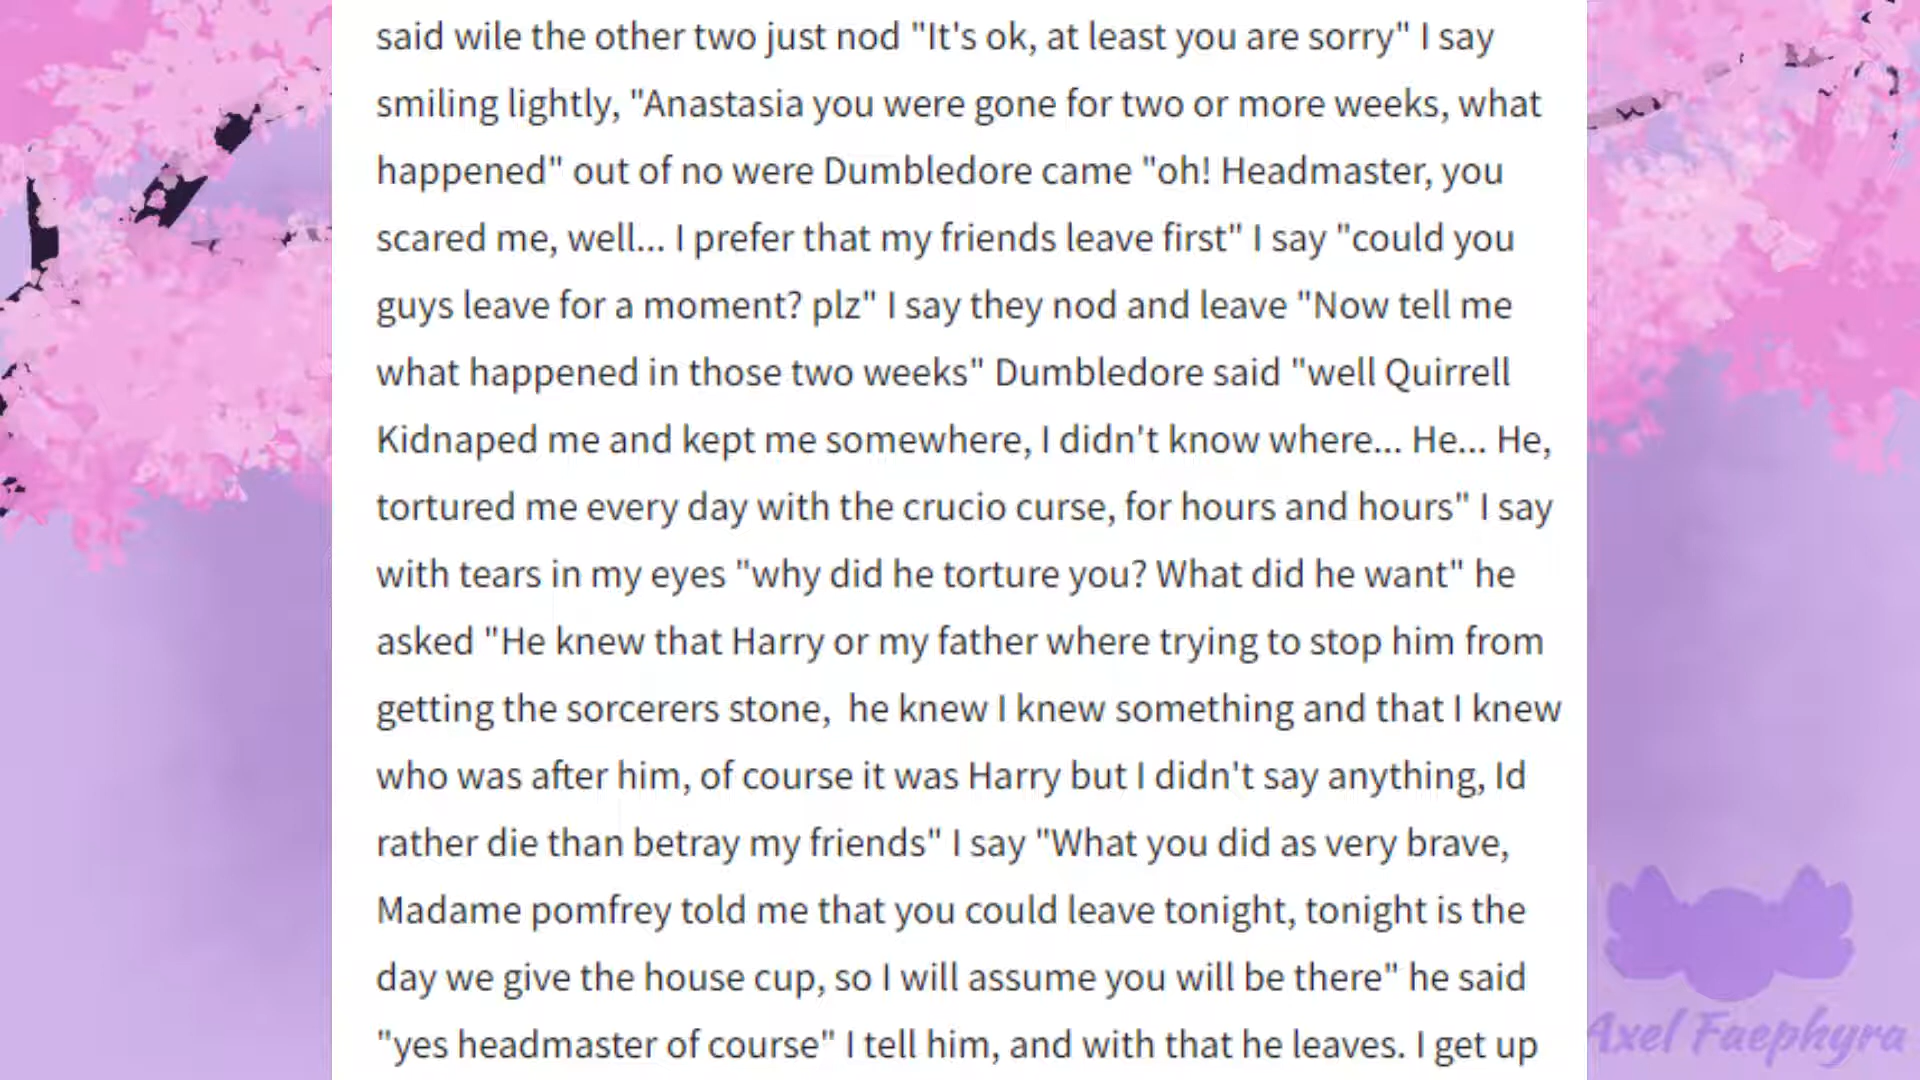 said wile the other two just nod "It's ok, at least you are sorry" I say
smiling lightly, "Anastasia you were gone for two or more weeks, what
happened" out of no were Dumbledore came "oh! Headmaster, you
scared me, well... I prefer that my friends leave first" I say "could you
guys leave for a moment? plz" I say they nod and leave "Now tell me
what happened in those two weeks" Dumbledore said "well Quirrell
Kidnaped me and kept me somewhere, I didn't know where... He... He,
tortured me every day with the crucio curse, for hours and hours" I say
with tears in my eyes "why did he torture you? What did he want" he
asked "He knew that Harry or my father where trying to stop him from
getting the sorcerers stone,  he knew I knew something and that I knew
who was after him, of course it was Harry but I didn't say anything, Id
rather die than betray my friends" I say "What you did as very brave,
Madame pomfrey told me that you could leave tonight, tonight is the
day we give the house cup, so I will assume you will be there" he said
"yes headmaster of course" I tell him, and with that he leaves. I get up
Axel Faephyra